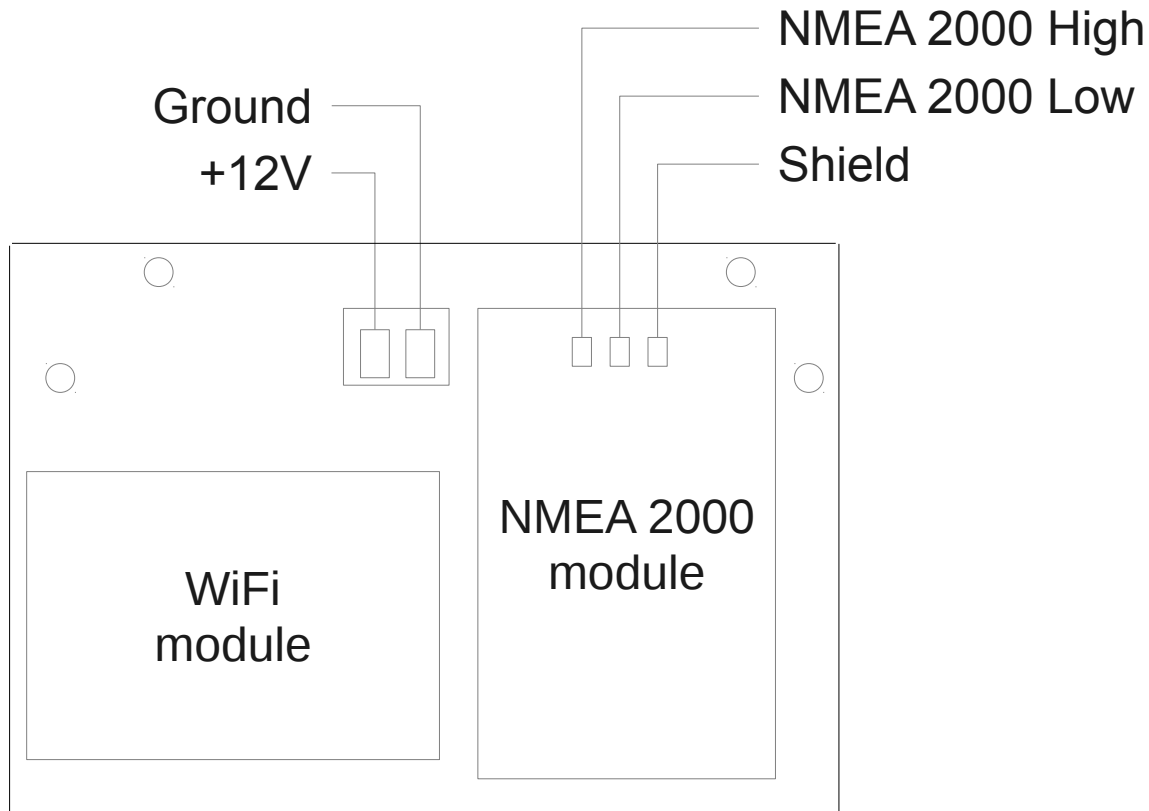 NMEA 2000 High
NMEA 2000 Low
Shield
Ground
+12V
NMEA 2000
module
WiFi
module